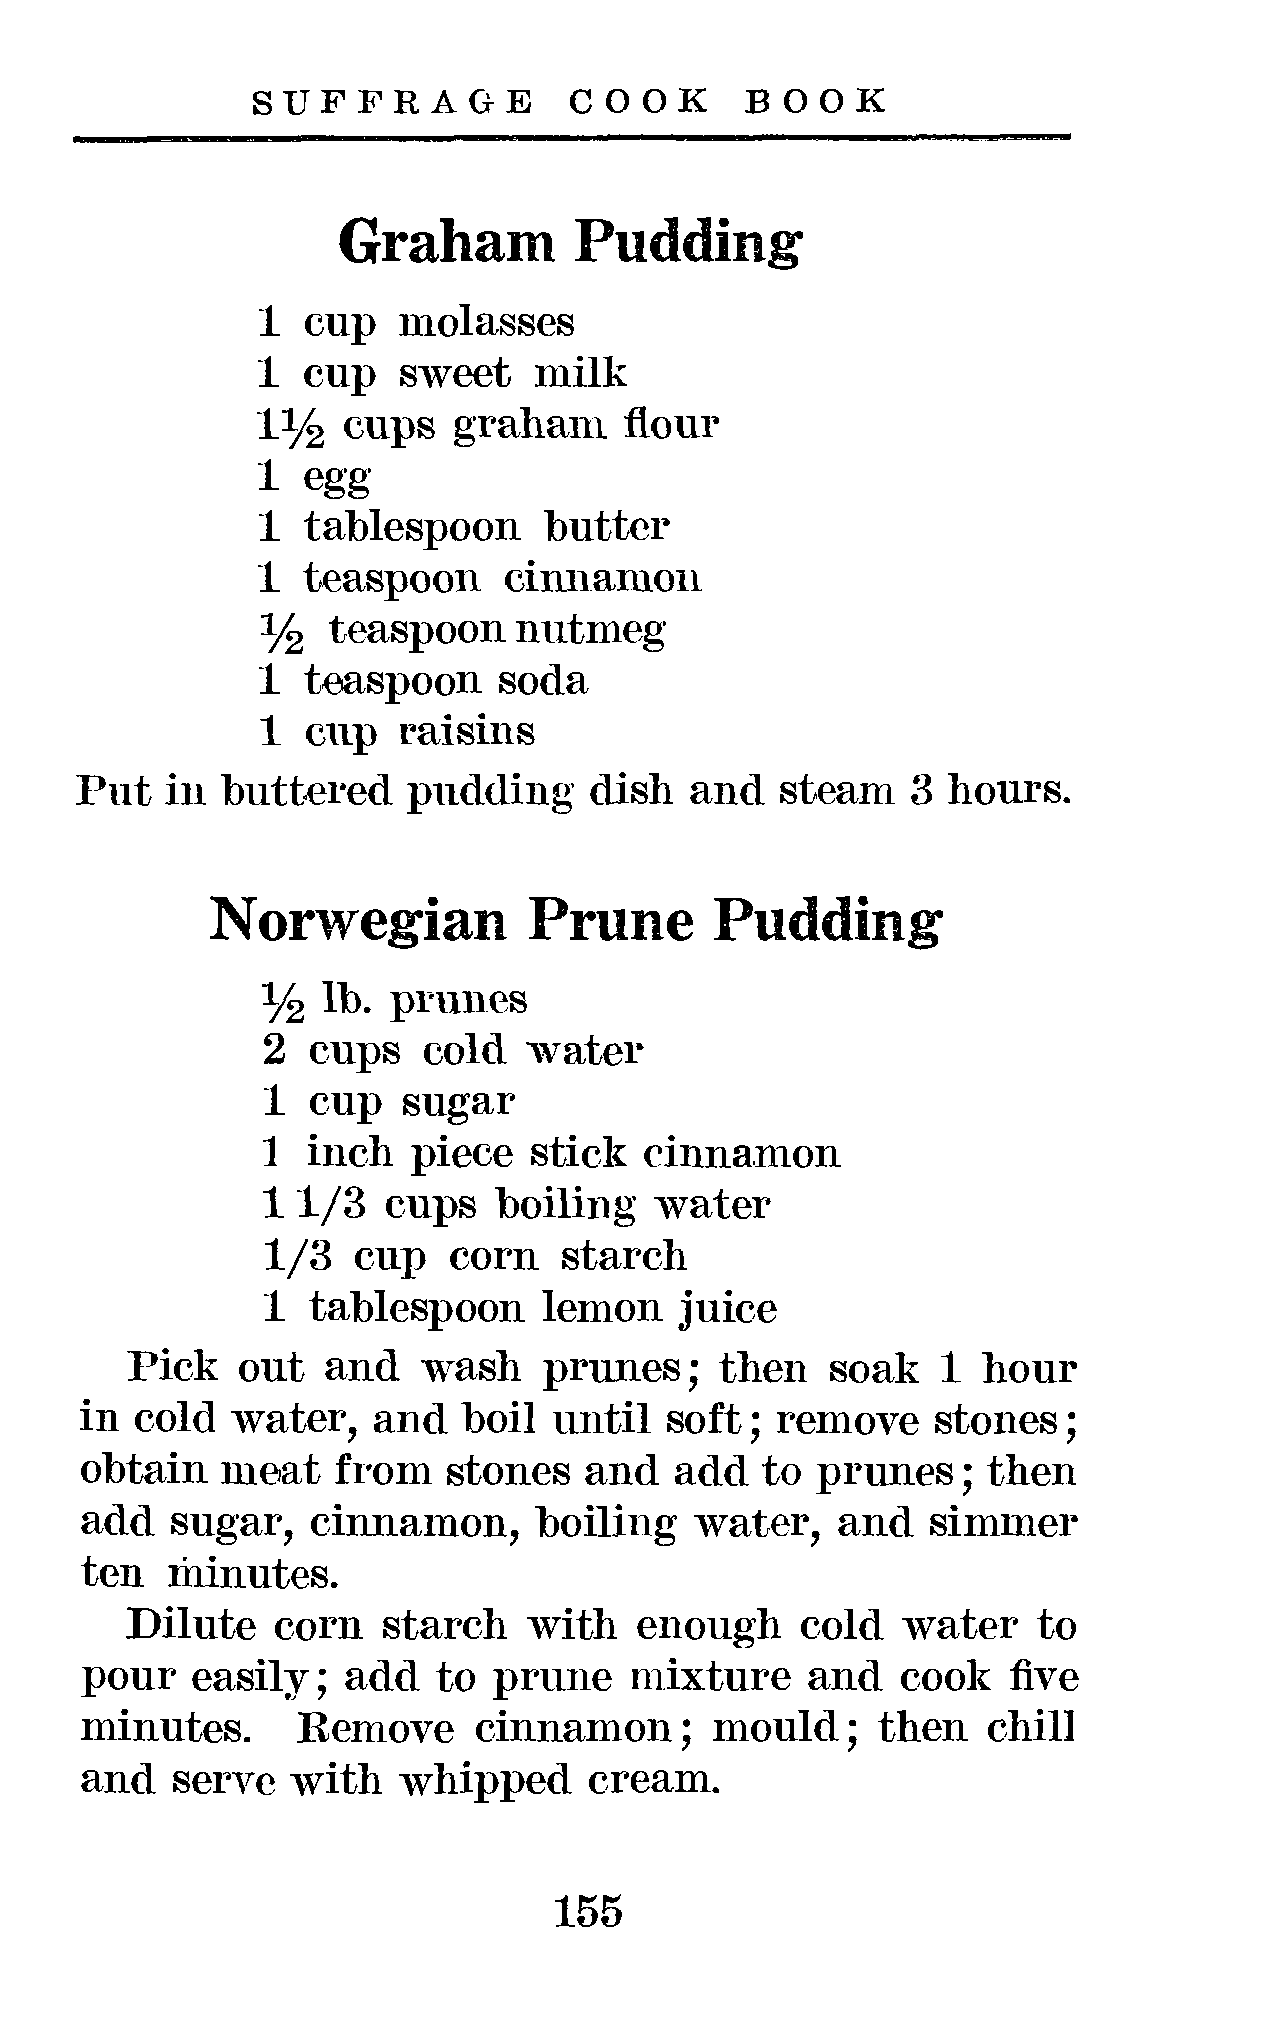 SUFFRAGE COOK BOOK
Graham Pudding
1 cup molasses
1 cup sweet milk
1½ cups graham flour
1 egg
1 tablespoon butter
1 teaspoon cinnamon
½ teaspoon nutmeg
1 teaspoon soda
1 cup raisins
Put in buttered pudding dish and steam 3 hours.
Norwegian Prune Pudding
½ lb. prunes
2 cups cold water
1 cup sugar
1 inch piece stick cinnamon
1 1/3 cups boiling water
1/3 cup corn starch
1 tablespoon lemon juice
Pick out and wash prunes; then soak 1 hour
in cold water, and boil until soft; remove stones;
obtain meat from stones and add to prunes; then
add sugar, cinnamon, boiling water, and simmer
ten minutes.
Dilute corn starch with enough cold water to
pour easily; add to prune mixture and cook five
minutes. Remove cinnamon; mould; then chill
and serve with whipped cream.
155